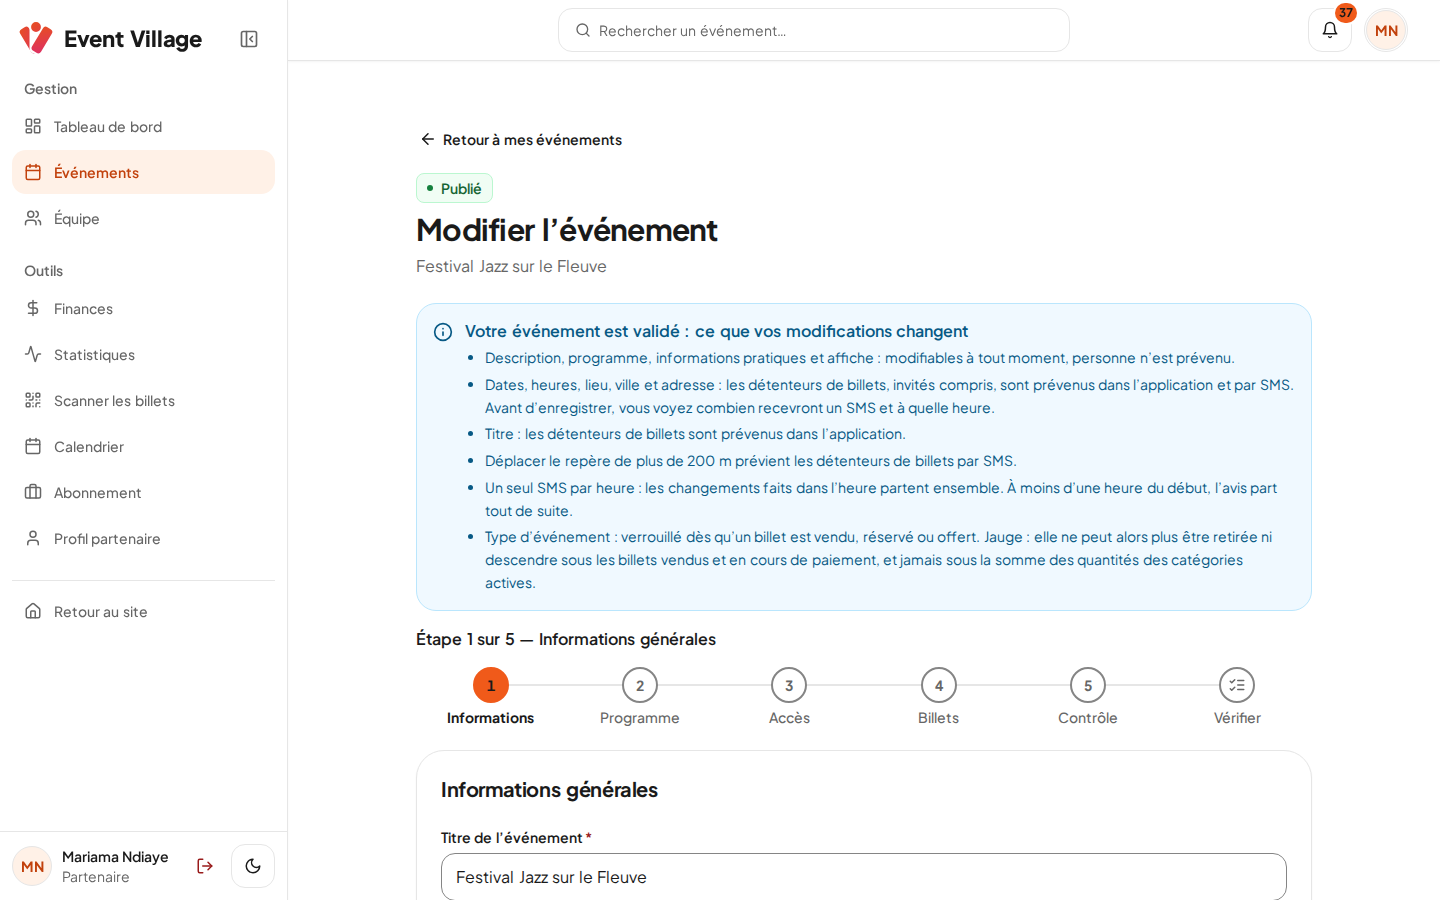 Event Village
Gestion
Tableau de bord
Événements
Équipe
Outils
Finances
Statistiques
Scanner les billets
Calendrier
Abonnement
Profil partenaire
Retour au site
MN
Mariama Ndiaye
Partenaire
Rechercher un événement…
37
MN
Retour à mes événements
Publié
Modifier l’événement
Festival Jazz sur le Fleuve
Votre événement est validé : ce que vos modifications changent
Description, programme, informations pratiques et affiche : modifiables à tout moment, personne n’est prévenu.
Dates, heures, lieu, ville et adresse : les détenteurs de billets, invités compris, sont prévenus dans l’application et par SMS.
Avant d’enregistrer, vous voyez combien recevront un SMS et à quelle heure.
Titre : les détenteurs de billets sont prévenus dans l’application.
Déplacer le repère de plus de 200 m prévient les détenteurs de billets par SMS.
Un seul SMS par heure : les changements faits dans l’heure partent ensemble. À moins d’une heure du début, l’avis part
tout de suite.
Type d’événement : verrouillé dès qu’un billet est vendu, réservé ou offert. Jauge : elle ne peut alors plus être retirée ni
descendre sous les billets vendus et en cours de paiement, et jamais sous la somme des quantités des catégories
actives.
Étape 1 sur 5 — Informations générales
1
2
3
4
5
Informations
Programme
Accès
Billets
Contrôle
Vérifier
Informations générales
Titre de l’événement *
Festival Jazz sur le Fleuve